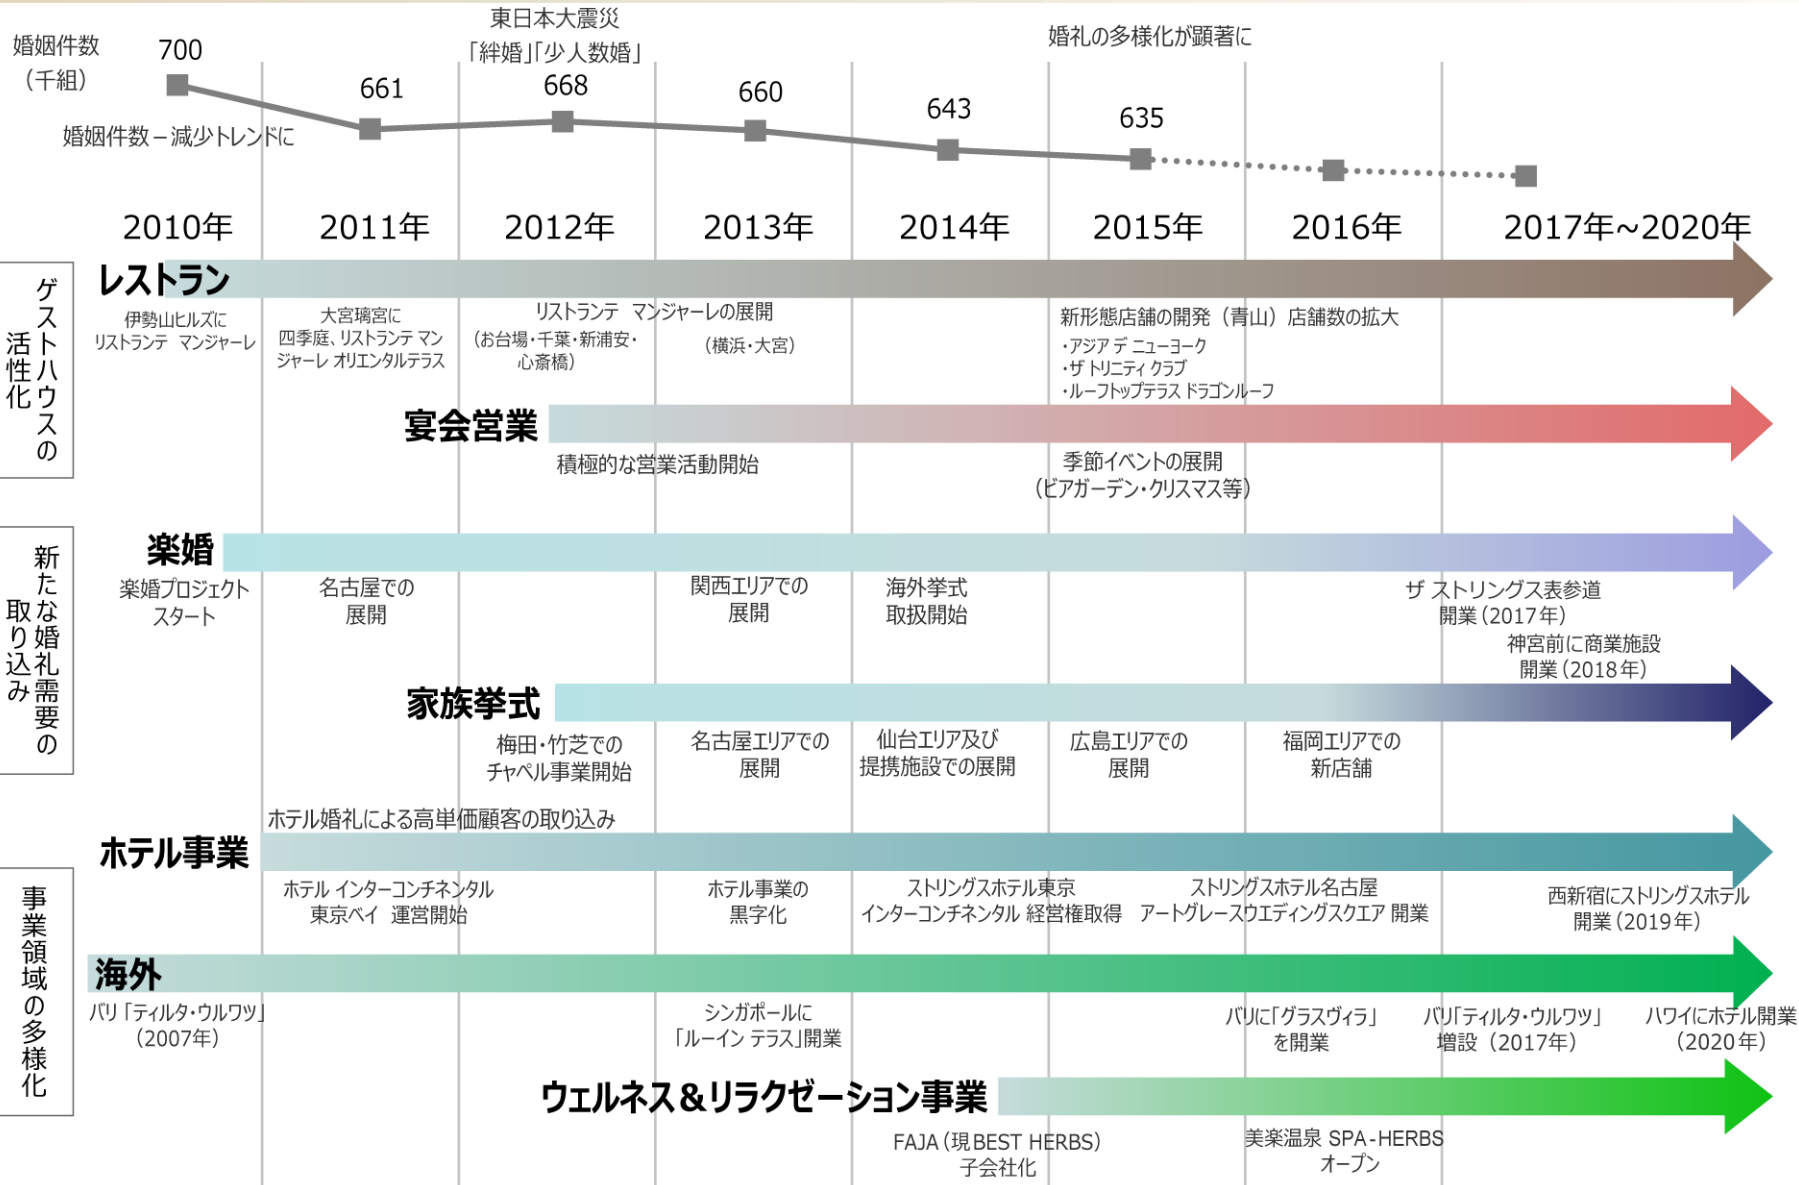 婚姻件数
（千組）
700
661
東日本大震災
「絆婚」「少人数婚」
668
660
643
635
婚礼の多様化が顕著に
婚姻件数－減少トレンドに
2010年
2011年
2012年
2013年
2014年
2015年
2016年
2017年~2020年
ゲストハウスの
活性化
レストラン
伊勢山ヒルズに
リストランテ マンジャーレ
大宮璃宮に
四季庭、リストランテ マン
ジャーレ オリエンタルテラス
リストランテ マンジャーレの展開
（お台場・千葉・新浦安・
心斎橋）
（横浜・大宮）
新形態店舗の開発（青山）店舗数の拡大
・アジア デ ニューヨーク
・ザ トリニティ クラブ
・ルーフトップテラス ドラゴンルーフ
宴会営業
積極的な営業活動開始
季節イベントの展開
（ビアガーデン・クリスマス等）
新たな婚礼需要の
取り込み
楽婚
楽婚プロジェクト
スタート
名古屋での
展開
関西エリアでの
展開
海外挙式
取扱開始
ザ ストリングス表参道
開業（2017年）
神宮前に商業施設
開業（2018年）
家族挙式
梅田・竹芝での
チャペル事業開始
名古屋エリアでの
展開
仙台エリア及び
提携施設での展開
広島エリアでの
展開
福岡エリアでの
新店舗
事業領域の多様化
ホテル事業
ホテル婚礼による高単価顧客の取り込み
ホテル インターコンチネンタル
東京ベイ 運営開始
ホテル事業の
黒字化
ストリングスホテル東京
インターコンチネンタル 経営権取得
ストリングスホテル名古屋
アートグレースウエディングスクエア 開業
西新宿にストリングスホテル
開業（2019年）
海外
バリ「ティルタ・ウルワツ」
（2007年）
シンガポールに
「ルーイン テラス」開業
バリに「グラスヴィラ」
を開業
バリ「ティルタ・ウルワツ」
増設（2017年）
ハワイにホテル開業
（2020年）
ウェルネス＆リラクゼーション事業
FAJA（現BEST HERBS）
子会社化
美楽温泉 SPA-HERBS
オープン